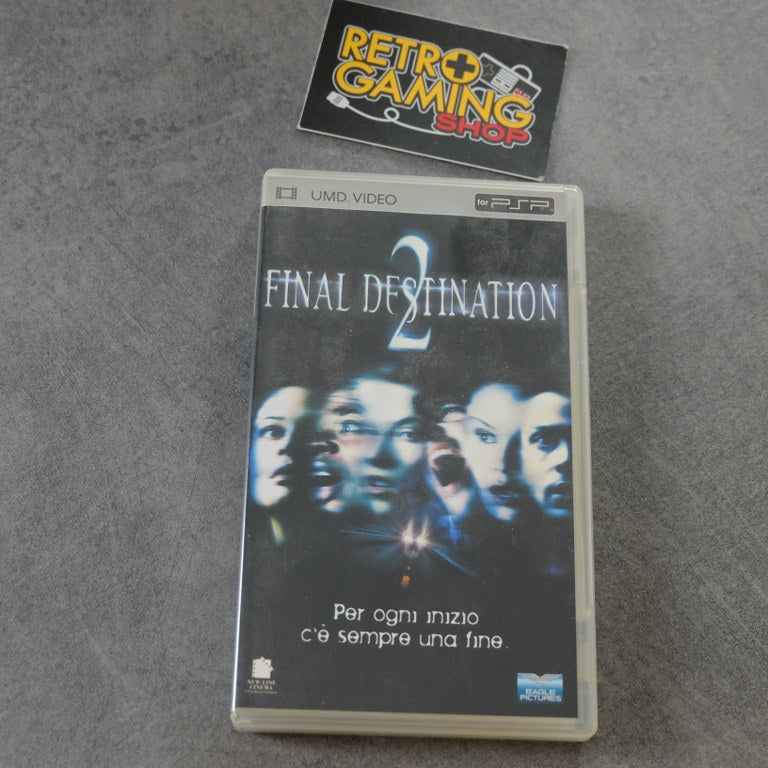 RETRO
GAMING
SHOP
UMD. VIDEO
for PSP
2
FINAL DESTINATION
Per ogni inizio
c'è sempre una fine.
NEW LINE
CINEMA
EAGLE
PICTURES